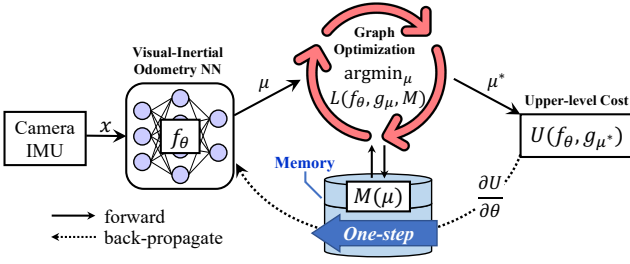 Visual-Inertial
Odometry NN
Graph
Optimization
argmin_μ
L(f_θ, g_μ, M)
μ
μ*
Upper-level Cost
U(f_θ, g_μ*)
Camera
IMU
x
f_θ
Memory
M(μ)
One-step
∂U
∂θ
forward
back-propagate